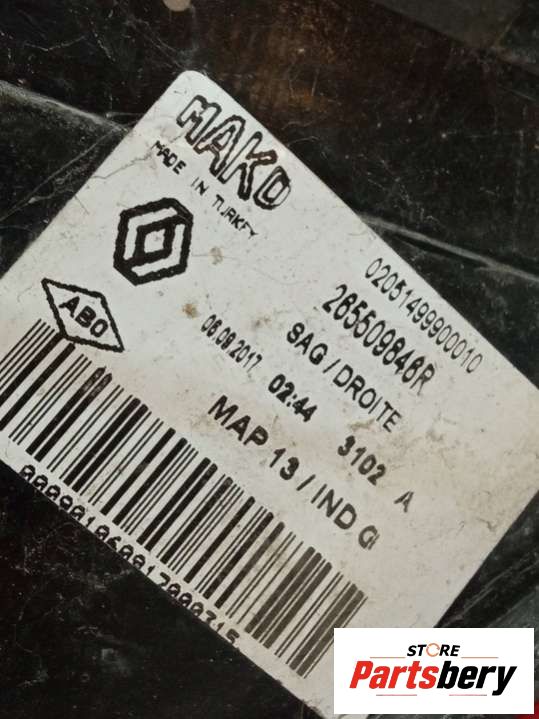 MAKO
MADE IN TURKEY
02051499900010
265509846R
SAG / DROITE
ABO
06.09.2017 02:44 3102 A
MAP 13 / IND G
STORE
Partsbery